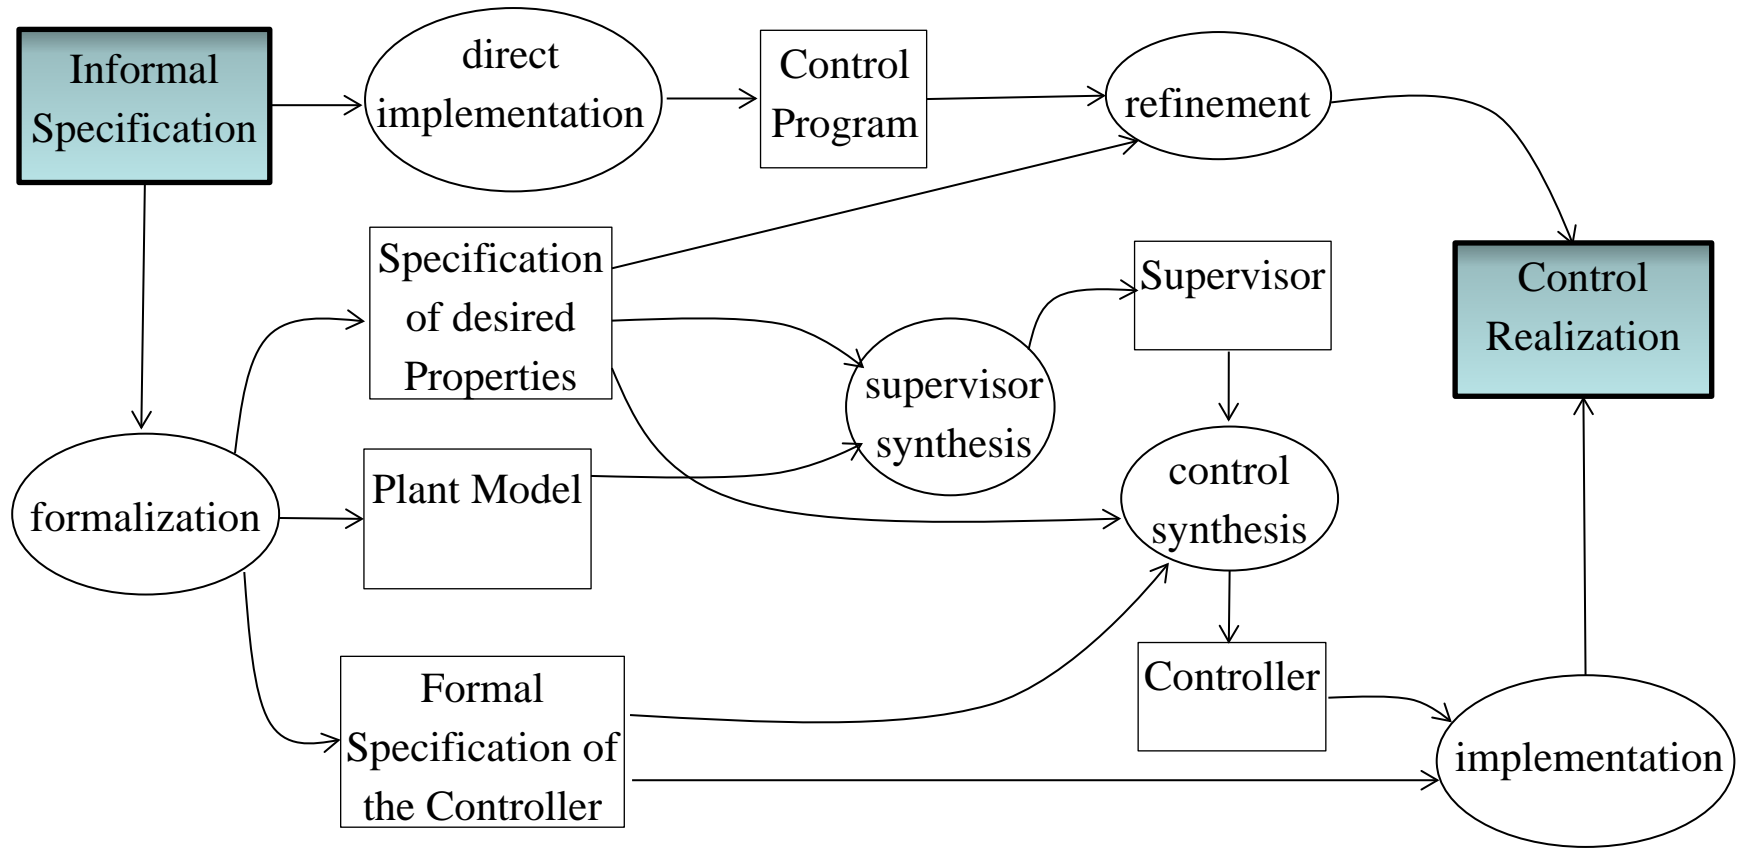 Informal
Specification
direct
implementation
Control
Program
refinement
Specification
of desired
Properties
Supervisor
Control
Realization
supervisor
synthesis
formalization
Plant Model
control
synthesis
Formal
Specification of
the Controller
Controller
implementation